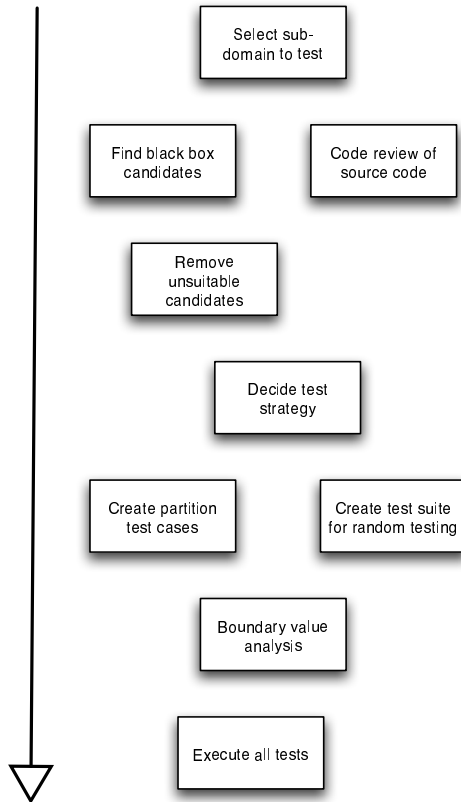 Select sub-
domain to test
Find black box
candidates
Code review of
source code
Remove
unsuitable
candidates
Decide test
strategy
Create partition
test cases
Create test suite
for random testing
Boundary value
analysis
Execute all tests